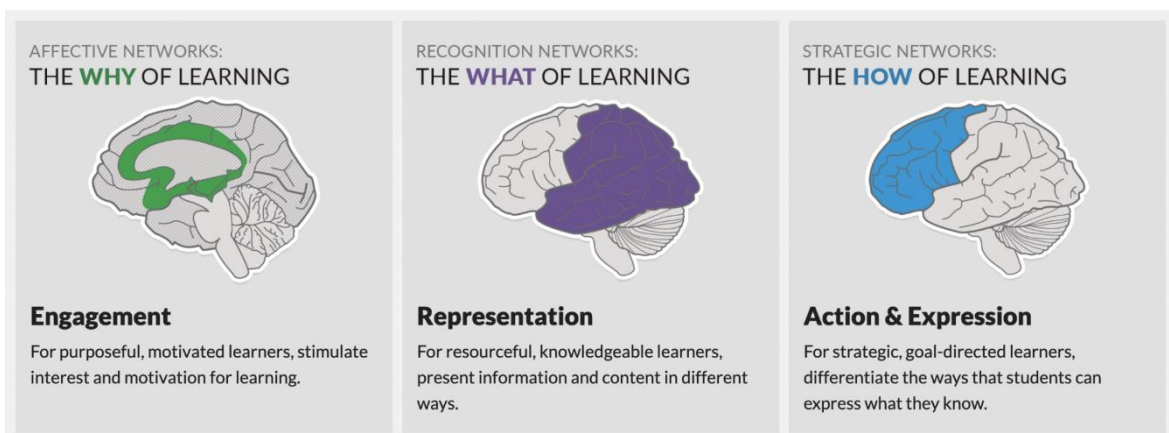 AFFECTIVE NETWORKS:
THE WHY OF LEARNING
Engagement
For purposeful, motivated learners, stimulate
interest and motivation for learning.
RECOGNITION NETWORKS:
THE WHAT OF LEARNING
Representation
For resourceful, knowledgeable learners,
present information and content in different
ways.
STRATEGIC NETWORKS:
THE HOW OF LEARNING
Action & Expression
For strategic, goal-directed learners,
differentiate the ways that students can
express what they know.